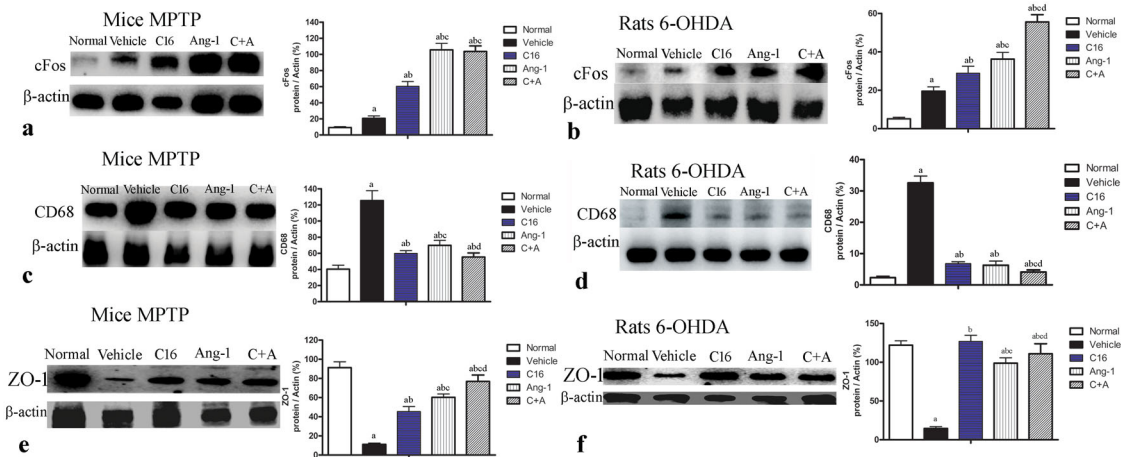 Mice MPTP
Normal Vehicle C16 Ang-1 C+A
cFos
β-actin
a
cFos
protein / Actin (%)
140
120
100
80
60
40
20
0
a
ab
abc
abc
Normal
Vehicle
C16
Ang-1
C+A
Rats 6-OHDA
Normal Vehicle C16 Ang-1 C+A
cFos
β-actin
b
cFos
protein / Actin (%)
60
40
20
0
a
ab
abc
abcd
Normal
Vehicle
C16
Ang-1
C+A
Mice MPTP
Normal Vehicle C16 Ang-1 C+A
CD68
β-actin
c
CD68
protein / Actin (%)
140
120
100
80
60
40
20
0
a
ab
abc
abd
Normal
Vehicle
C16
Ang-1
C+A
Rats 6-OHDA
Normal Vehicle C16 Ang-1 C+A
CD68
β-actin
d
CD68
protein / Actin (%)
40
30
20
10
0
a
ab
ab
abcd
Normal
Vehicle
C16
Ang-1
C+A
Mice MPTP
Normal Vehicle C16 Ang-1 C+A
ZO-1
β-actin
e
ZO-1
protein / Actin (%)
100
80
60
40
20
0
a
ab
abc
abcd
Normal
Vehicle
C16
Ang-1
C+A
Rats 6-OHDA
Normal Vehicle C16 Ang-1 C+A
ZO-1
β-actin
f
ZO-1
protein / Actin (%)
150
100
50
0
a
b
abc
abcd
Normal
Vehicle
C16
Ang-1
C+A